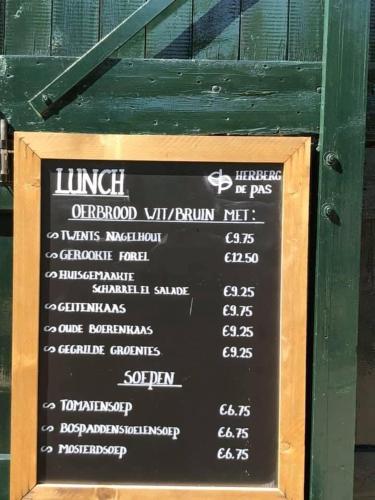 LUNCH
HERBERG DE PAS
OERBROOD WIT/BRUIN MET:
TWENTS NAGELHOUT €9.75
GEROOKTE FOREL €12.50
HUISGEMAAKTE
SCHARREL EI SALADE €9.25
GEITENKAAS €9.75
OUDE BOERENKAAS €9.25
GEGRILDE GROENTES €9.25
SOEPEN
TOMATENSOEP €6.75
BOSPADDENSTOELENSOEP €6.75
MOSTERDSOEP €6.75